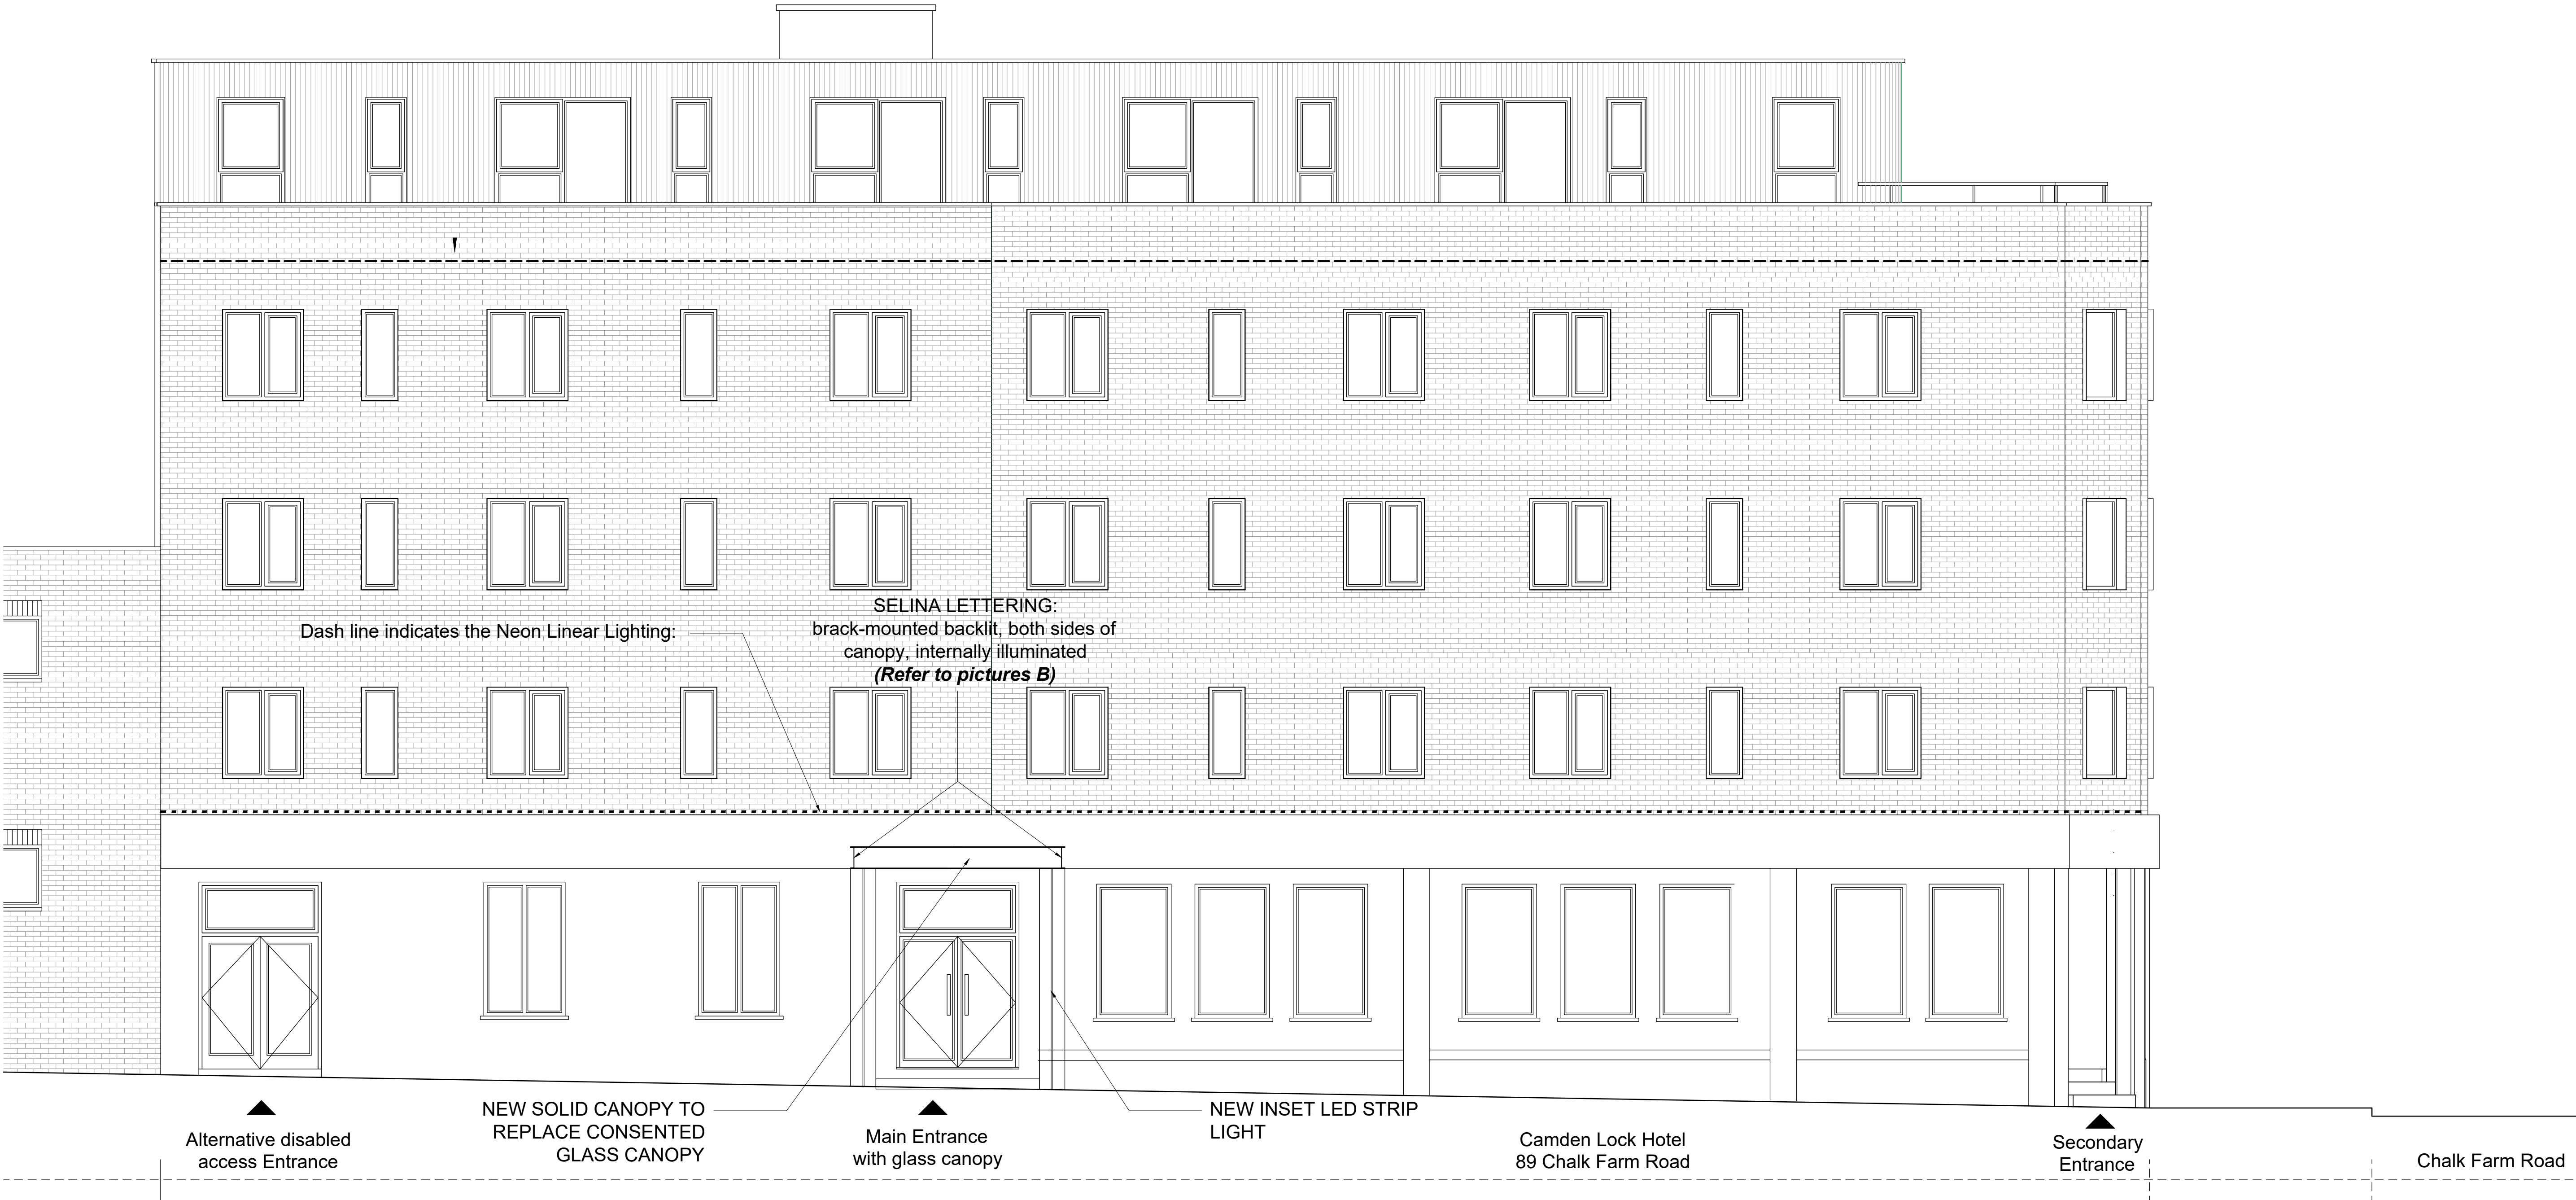 SELINA LETTERING:
brack-mounted backlit, both sides of
canopy, internally illuminated
(Refer to pictures B)
Dash line indicates the Neon Linear Lighting:
NEW SOLID CANOPY TO
REPLACE CONSENTED
GLASS CANOPY
NEW INSET LED STRIP
LIGHT
Alternative disabled
access Entrance
Main Entrance
with glass canopy
Camden Lock Hotel
89 Chalk Farm Road
Secondary
Entrance
Chalk Farm Road